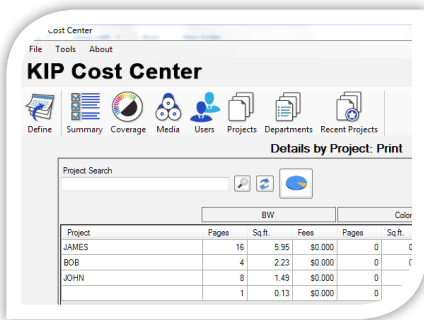 Cost Center
File Tools About
KIP Cost Center
Define Summary Coverage Media Users Projects Departments Recent Projects
Details by Project: Print
Project Search
BW Color
Project Pages Sq.ft. Fees Pages Sq.ft.
JAMES 16 5.95 $0.000 0
BOB 4 2.23 $0.000 0
JOHN 8 1.49 $0.000 0
1 0.13 $0.000 0